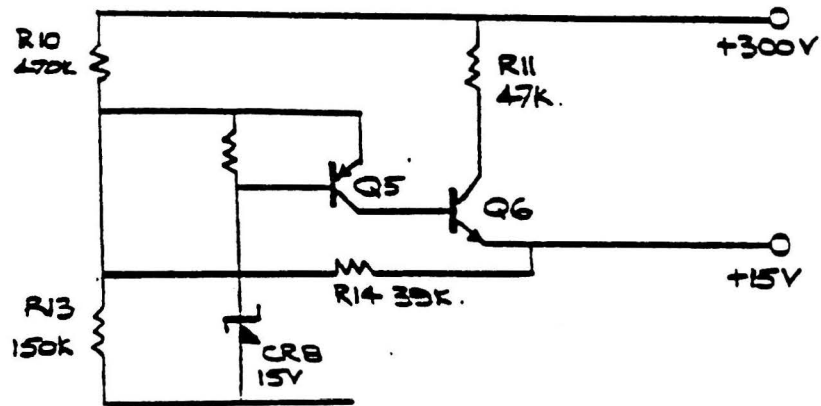 R10
470K
+300V
R11
47K.
Q5
Q6
+15V
R14 39K.
R13
150K
CR8
15V